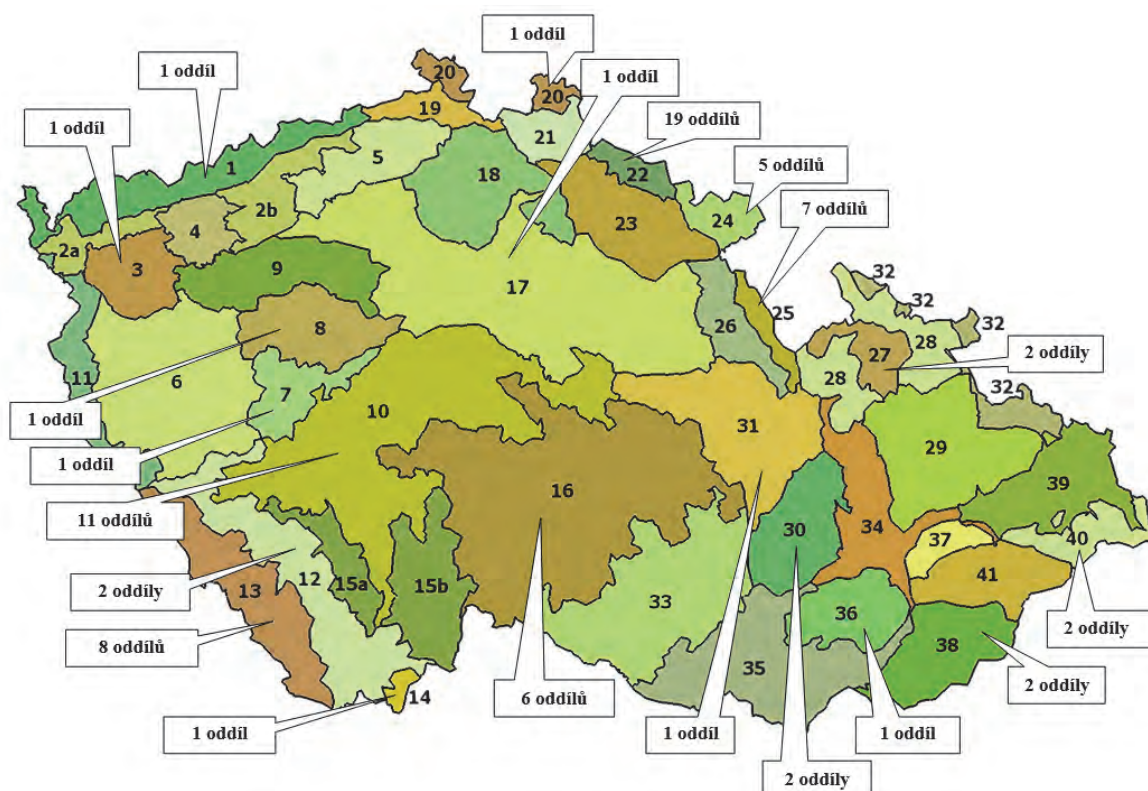 1 oddíl
1 oddíl
1 oddíl
1 oddíl
19 oddílů
5 oddílů
7 oddílů
20
20
19
21
5
1
18
22
2b
4
24
23
2a
3
9
17
32
32
32
25
26
28
8
27
2 oddíly
11
6
28
32
7
10
1 oddíl
31
29
1 oddíl
16
39
11 oddílů
30
34
37
40
2 oddíly
12
15a
15b
41
13
33
36
8 oddílů
38
2 oddíly
35
2 oddíly
6 oddílů
14
1 oddíl
1 oddíl
1 oddíl
2 oddíly